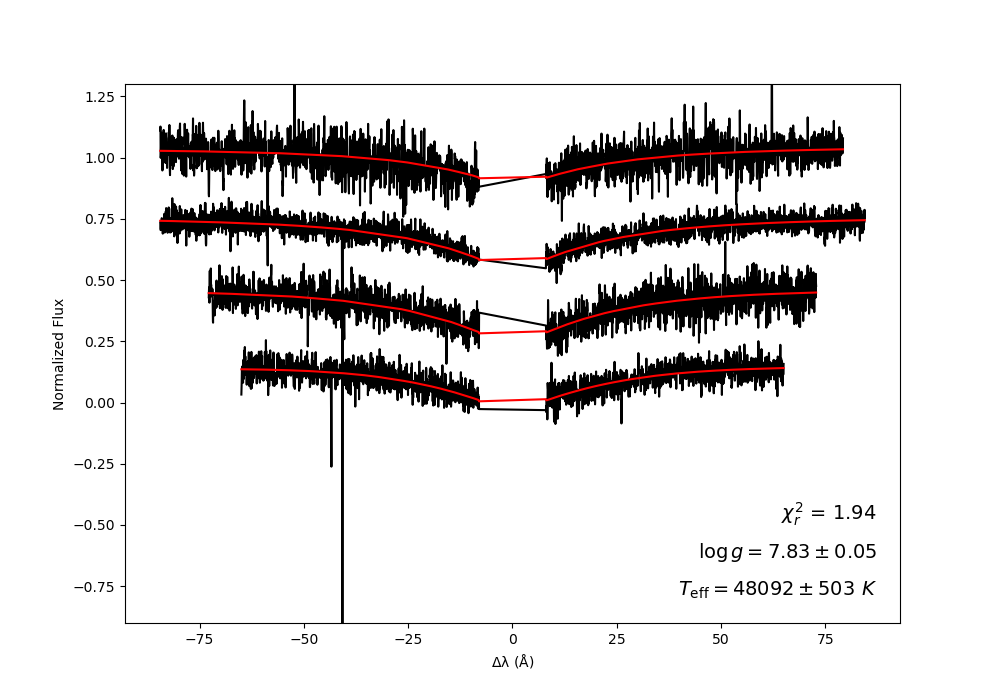 1.25
1.00
0.75
0.50
0.25
0.00
−0.25
−0.50
−0.75
Normalized Flux
χ²ᵣ = 1.94
log g = 7.83 ± 0.05
T_eff = 48092 ± 503 K
−75 −50 −25 0 25 50 75
Δλ (Å)